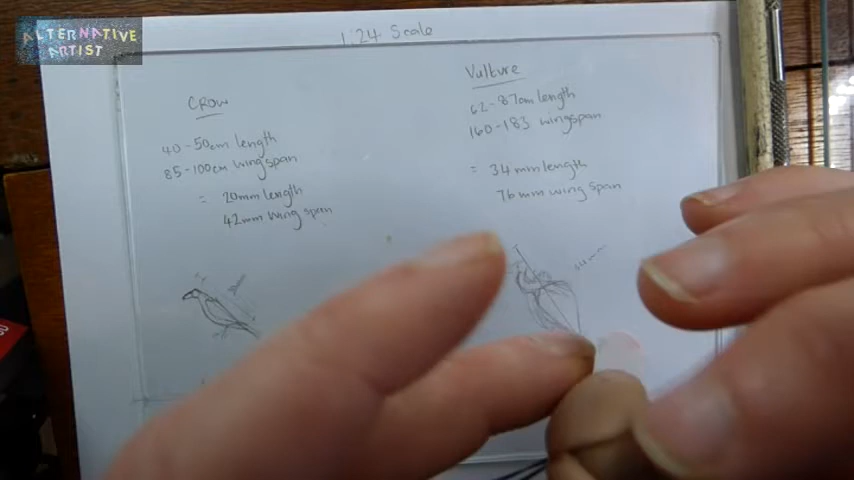 ALTERNATIVE
ARTIST
1:24 Scale
Crow
40-50cm length
85-100cm wingspan
= 20mm length
42mm wing span
Vulture
62-87cm length
160-183 wingspan
= 34mm length
76mm wing span